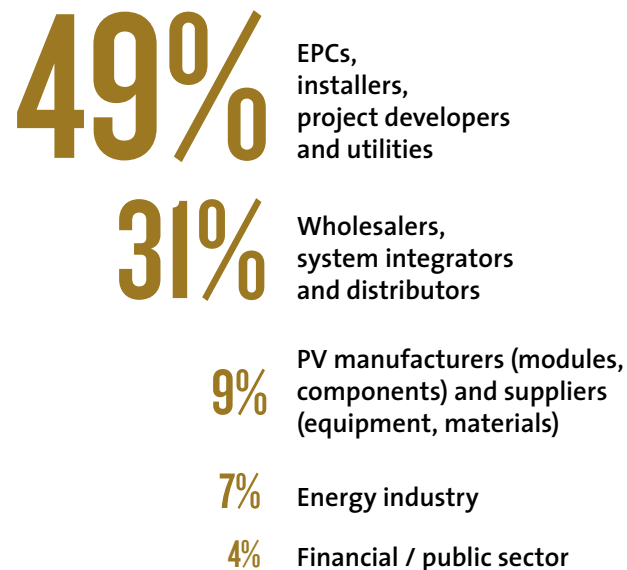 49%
EPCs,
installers,
project developers
and utilities
31%
Wholesalers,
system integrators
and distributors
9%
PV manufacturers (modules,
components) and suppliers
(equipment, materials)
7%
Energy industry
4%
Financial / public sector